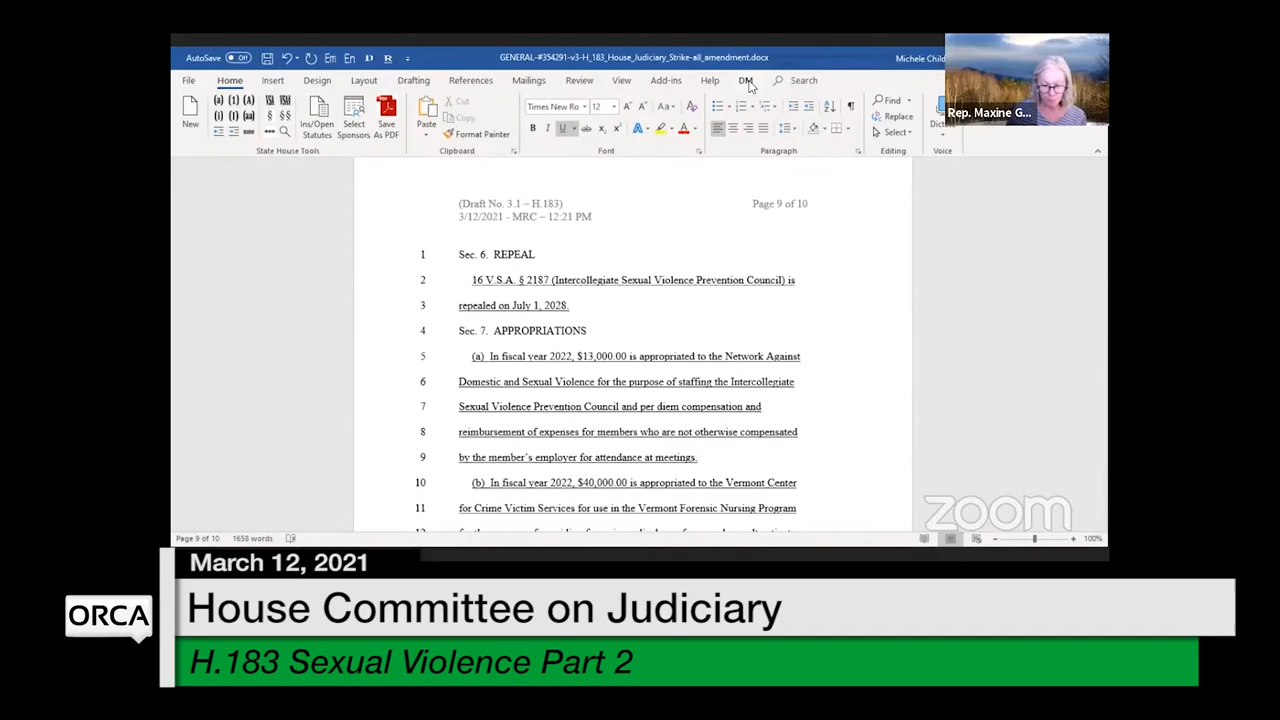 AutoSave Off
GENERAL-#354291-v3-H_183_House_Judiciary_Strike-all_amendment.docx
Michele Child
File Home Insert Design Layout Drafting References Mailings Review View Add-ins Help DM Search
New
In/Open Statutes
Select Sponsors
Save As PDF
State House Tools
Paste
Cut
Copy
Format Painter
Clipboard
Times New Ro 12
Font
Paragraph
Find
Replace
Select
Editing
Dict
Voice
Rep. Maxine G...
(Draft No. 3.1 – H.183) Page 9 of 10
3/12/2021 - MRC – 12:21 PM
1 Sec. 6. REPEAL
2 16 V.S.A. § 2187 (Intercollegiate Sexual Violence Prevention Council) is
3 repealed on July 1, 2028.
4 Sec. 7. APPROPRIATIONS
5 (a) In fiscal year 2022, $13,000.00 is appropriated to the Network Against
6 Domestic and Sexual Violence for the purpose of staffing the Intercollegiate
7 Sexual Violence Prevention Council and per diem compensation and
8 reimbursement of expenses for members who are not otherwise compensated
9 by the member's employer for attendance at meetings.
10 (b) In fiscal year 2022, $40,000.00 is appropriated to the Vermont Center
11 for Crime Victim Services for use in the Vermont Forensic Nursing Program
zoom
Page 9 of 10 1658 words 100%
March 12, 2021
ORCA
House Committee on Judiciary
H.183 Sexual Violence Part 2